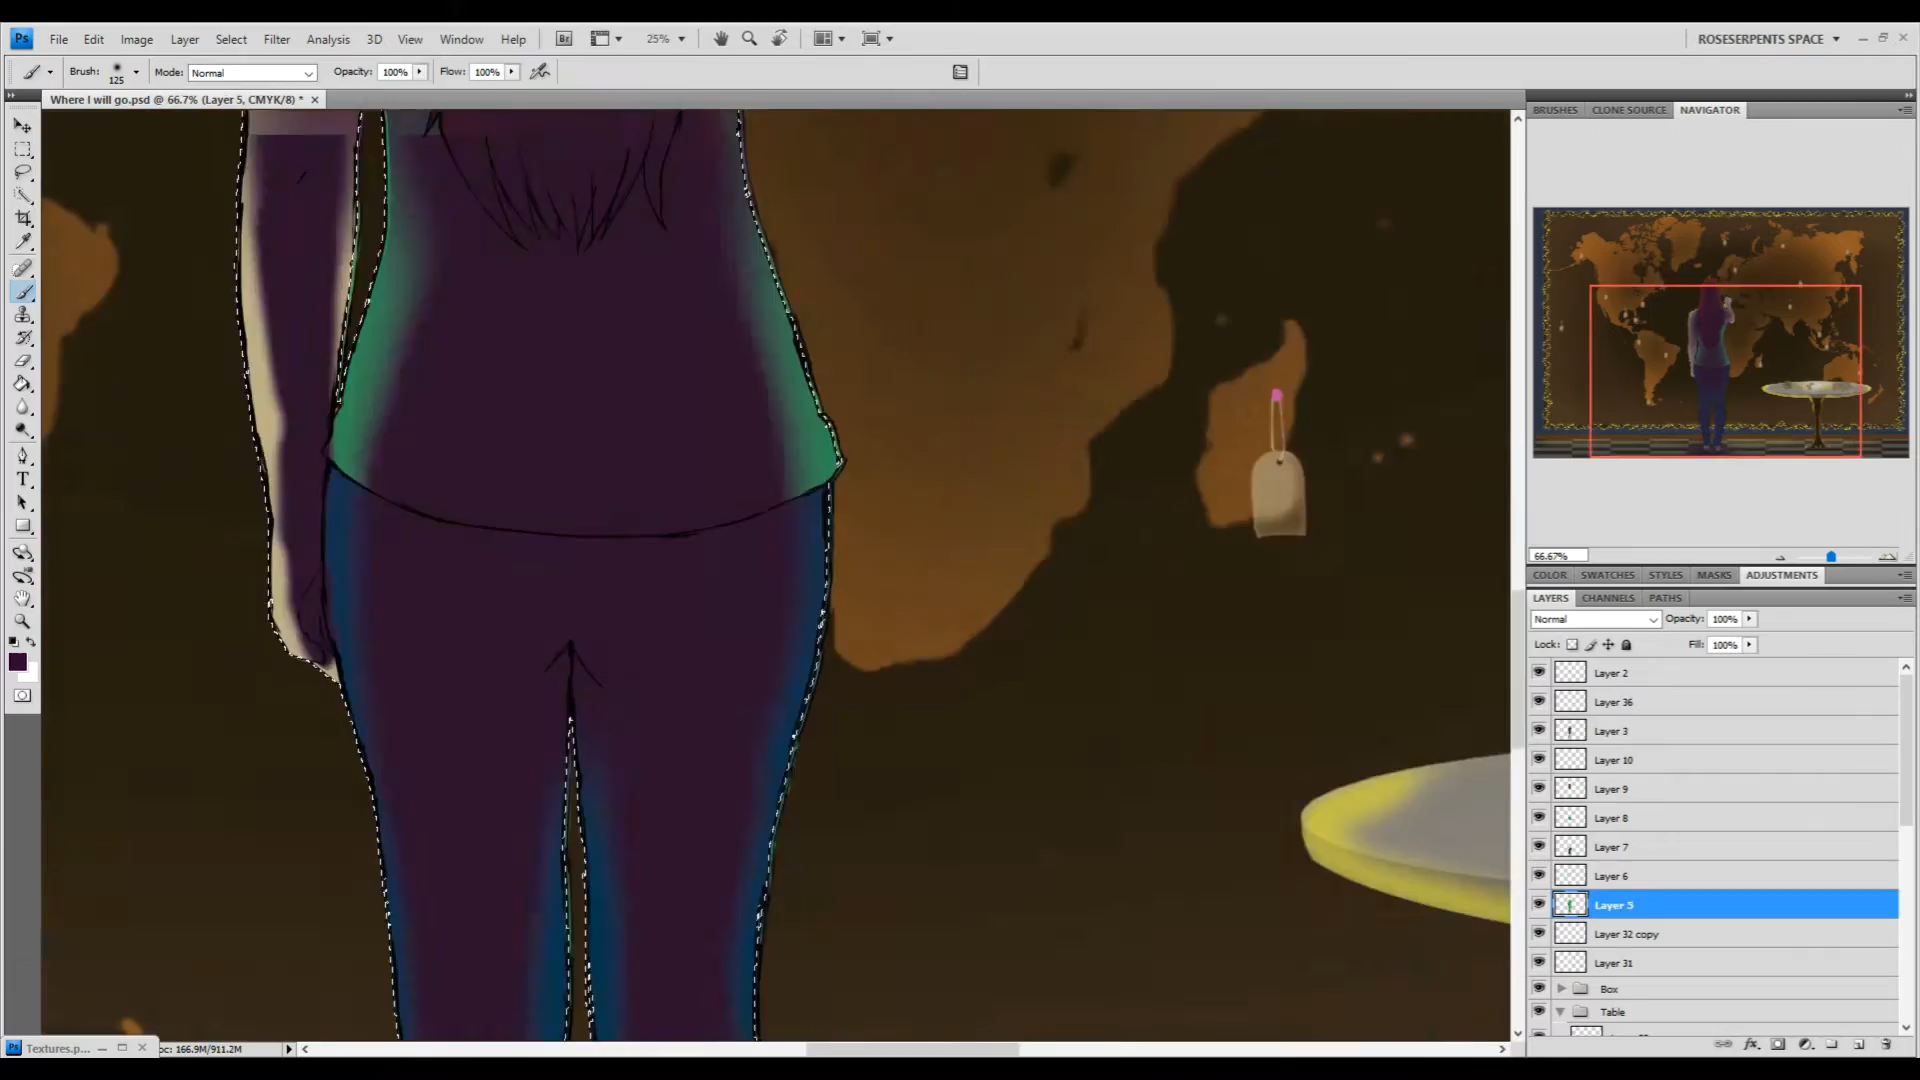 Ps File Edit Image Layer Select Filter Analysis 3D View Window Help Br 25% ROSESERPENTS SPACE
Brush: 125 Mode: Normal Opacity: 100% Flow: 100%
Where I will go.psd @ 66.7% (Layer 5, CMYK/8) *
BRUSHES CLONE SOURCE NAVIGATOR
66.67%
COLOR SWATCHES STYLES MASKS ADJUSTMENTS
LAYERS CHANNELS PATHS
Normal Opacity: 100%
Lock: Fill: 100%
Layer 2
Layer 36
Layer 3
Layer 10
Layer 9
Layer 8
Layer 7
Layer 6
Layer 5
Layer 32 copy
Layer 31
Box
Table
Ps Textures.p... oc: 166.9M/911.2M